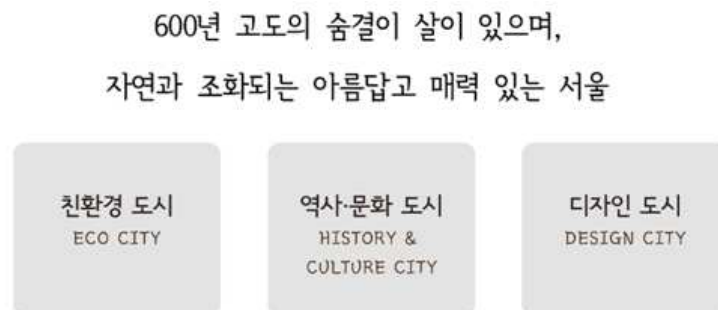 600년 고도의 숨결이 살이 있으며,
자연과 조화되는 아름답고 매력 있는 서울
친환경 도시
ECO CITY
역사·문화 도시
HISTORY &
CULTURE CITY
디자인 도시
DESIGN CITY